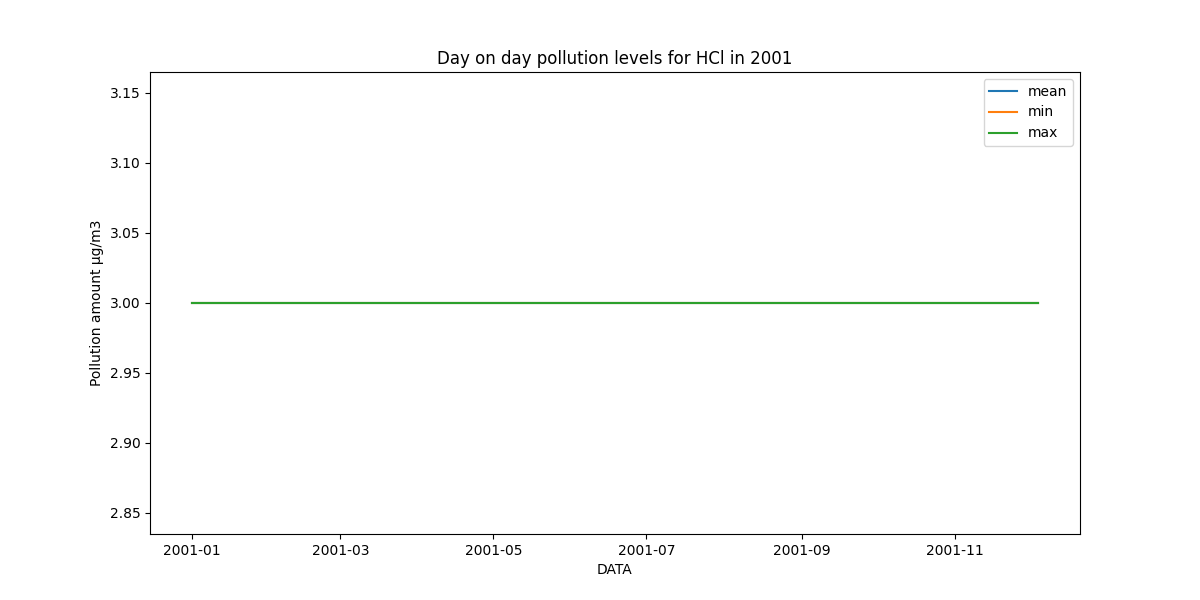 Day on day pollution levels for HCl in 2001
mean
min
max
3.15
3.10
3.05
3.00
2.95
2.90
2.85
Pollution amount µg/m3
2001-01
2001-03
2001-05
2001-07
2001-09
2001-11
DATA